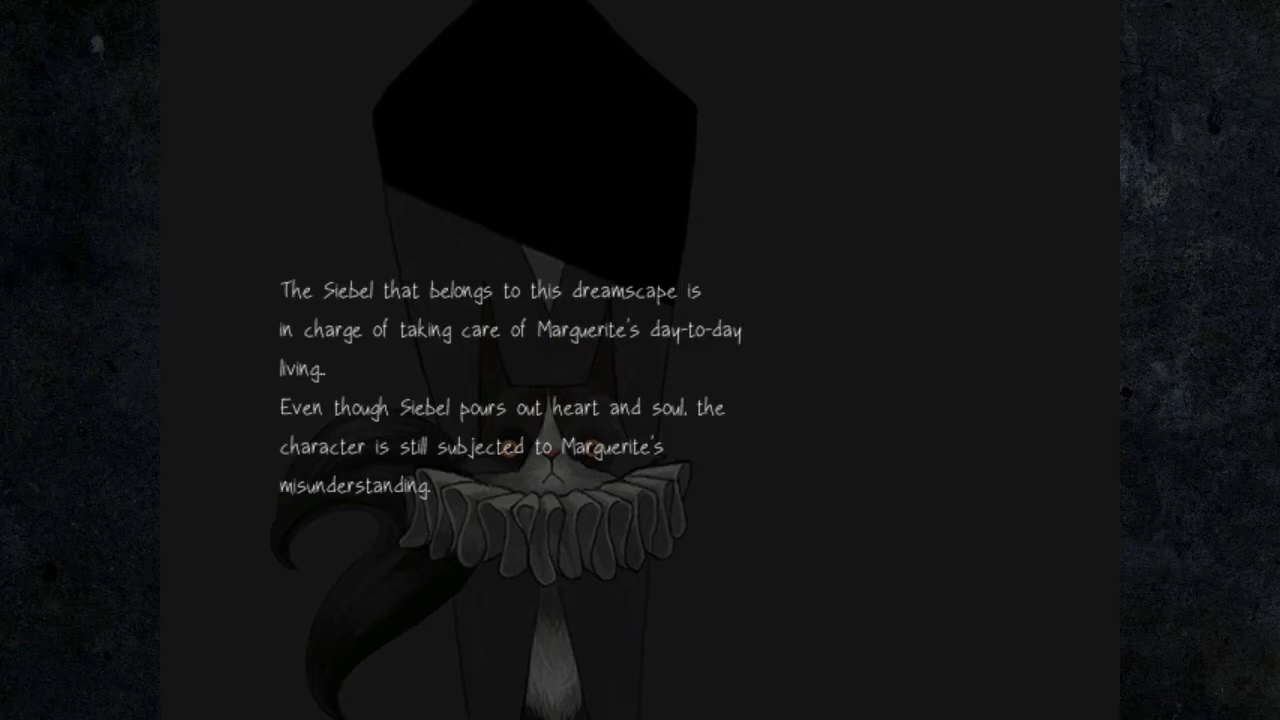 The Siebel that belongs to this dreamscape is
in charge of taking care of Marguerite's day-to-day
living..
Even though Siebel pours out heart and soul, the
character is still subjected to Marguerite's
misunderstanding.